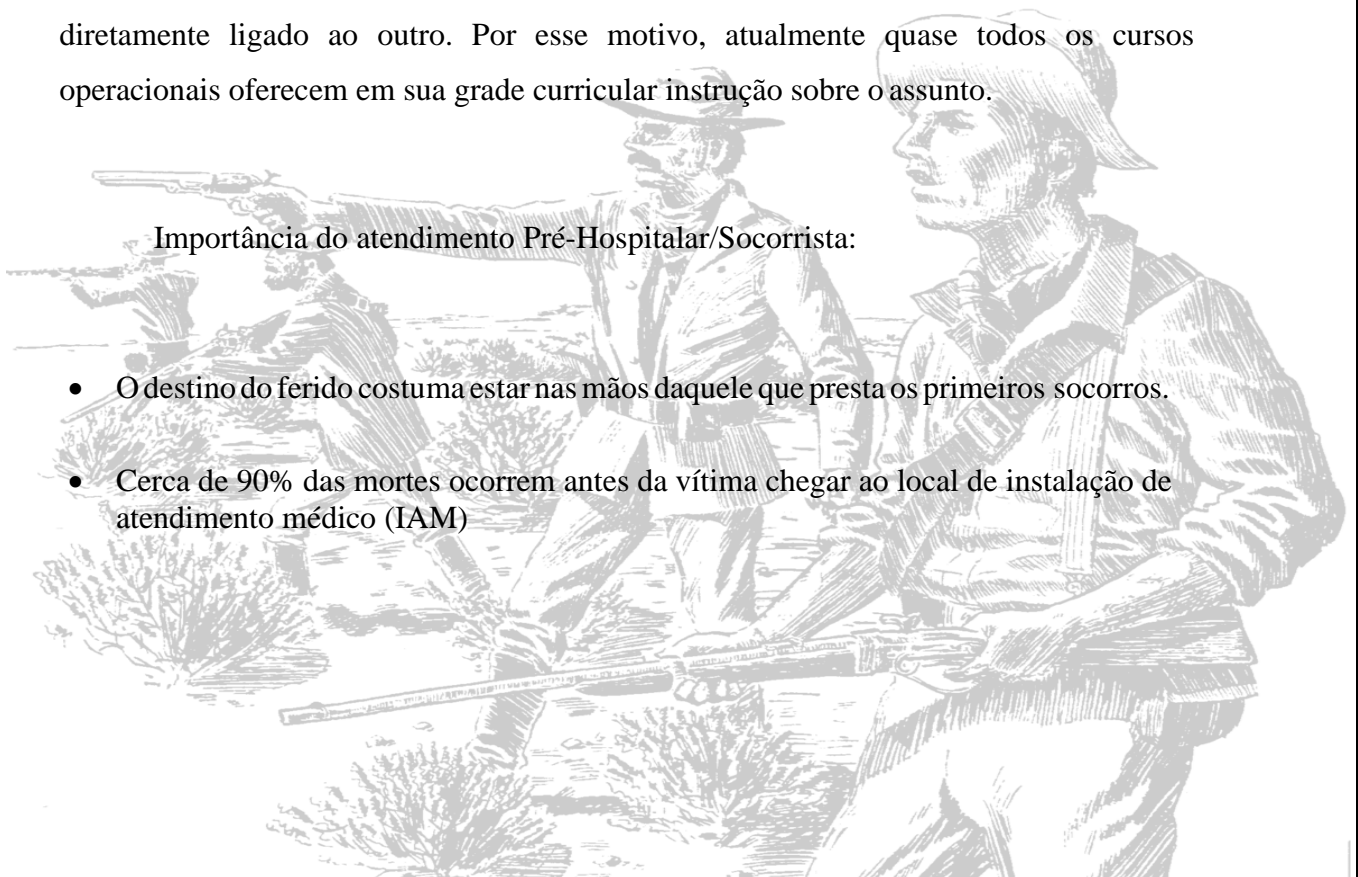 diretamente ligado ao outro. Por esse motivo, atualmente quase todos os cursos
operacionais oferecem em sua grade curricular instrução sobre o assunto.
Importância do atendimento Pré-Hospitalar/Socorrista:
• O destino do ferido costuma estar nas mãos daquele que presta os primeiros socorros.
• Cerca de 90% das mortes ocorrem antes da vítima chegar ao local de instalação de
atendimento médico (IAM)